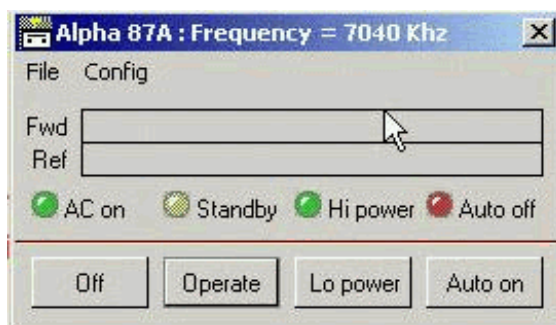 Alpha 87A : Frequency = 7040 Khz
File Config
Fwd
Ref
AC on Standby Hi power Auto off
Off Operate Lo power Auto on